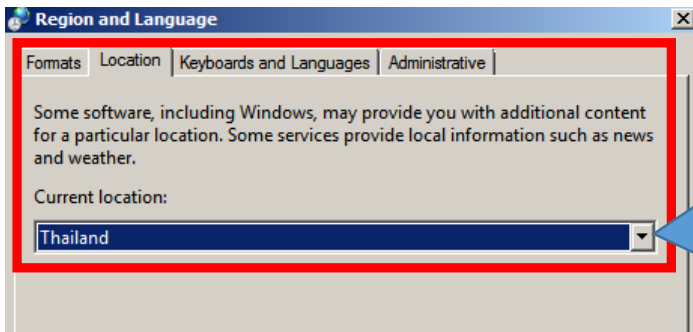 Region and Language
Formats Location Keyboards and Languages Administrative
Some software, including Windows, may provide you with additional content
for a particular location. Some services provide local information such as news
and weather.
Current location:
Thailand